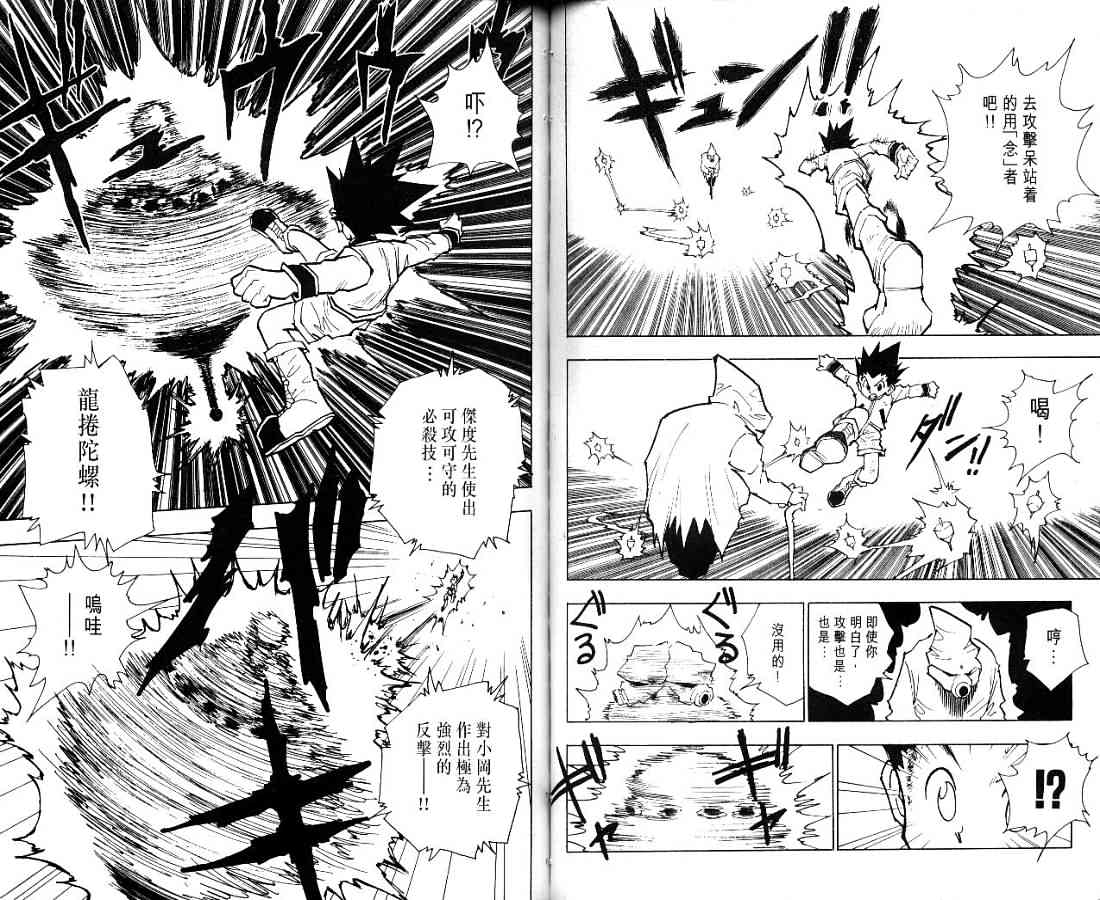 去攻擊呆站着
的用「念」者
吧!!
ギュン!!
喝！
ダン!!
哼…
即使你
明白了，
攻擊也是…
也是…
沒用的！
ぐる
ぐる
!?
ギャ
ギャ
吓!?
ギュウウ
傑度先生使出
可攻可守的
必殺技…
龍捲陀螺!!
嗚哇
——!!
バキ
對小岡先生
作出極為
強烈的
反擊——!!